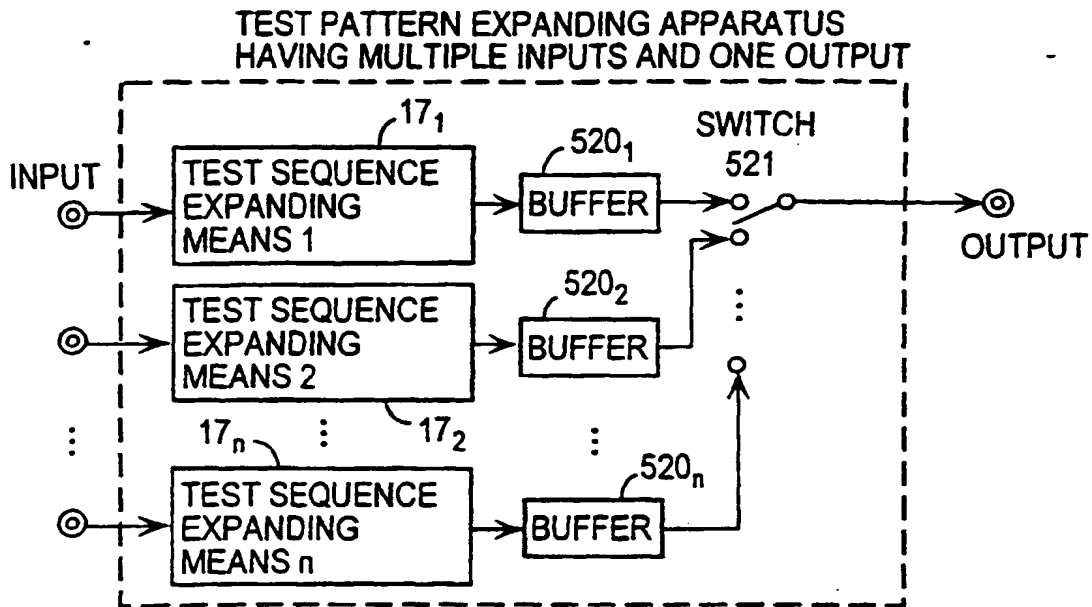 TEST PATTERN EXPANDING APPARATUS
HAVING MULTIPLE INPUTS AND ONE OUTPUT
INPUT
17₁
TEST SEQUENCE
EXPANDING
MEANS 1
520₁
BUFFER
SWITCH
521
OUTPUT
TEST SEQUENCE
EXPANDING
MEANS 2
17₂
520₂
BUFFER
17ₙ
TEST SEQUENCE
EXPANDING
MEANS n
520ₙ
BUFFER